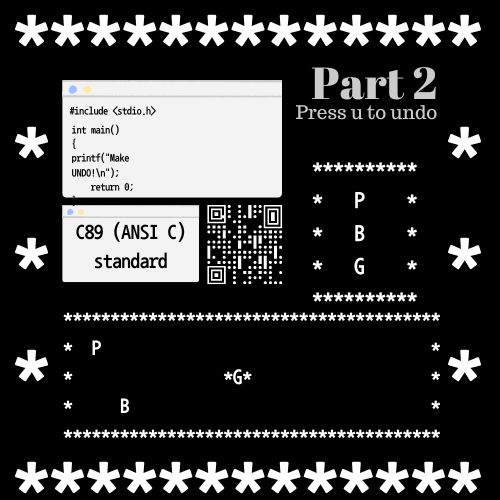 *************
Part 2
Press u to undo
#include <stdio.h>
int main()
{
printf("Make
UNDO!\n");
return 0;
}
C89 (ANSI C)
standard
* *
**********
* P *
* B *
* G *
**********
* *
****************************************
* P *
* *G* *
* B *
****************************************
* *
*************